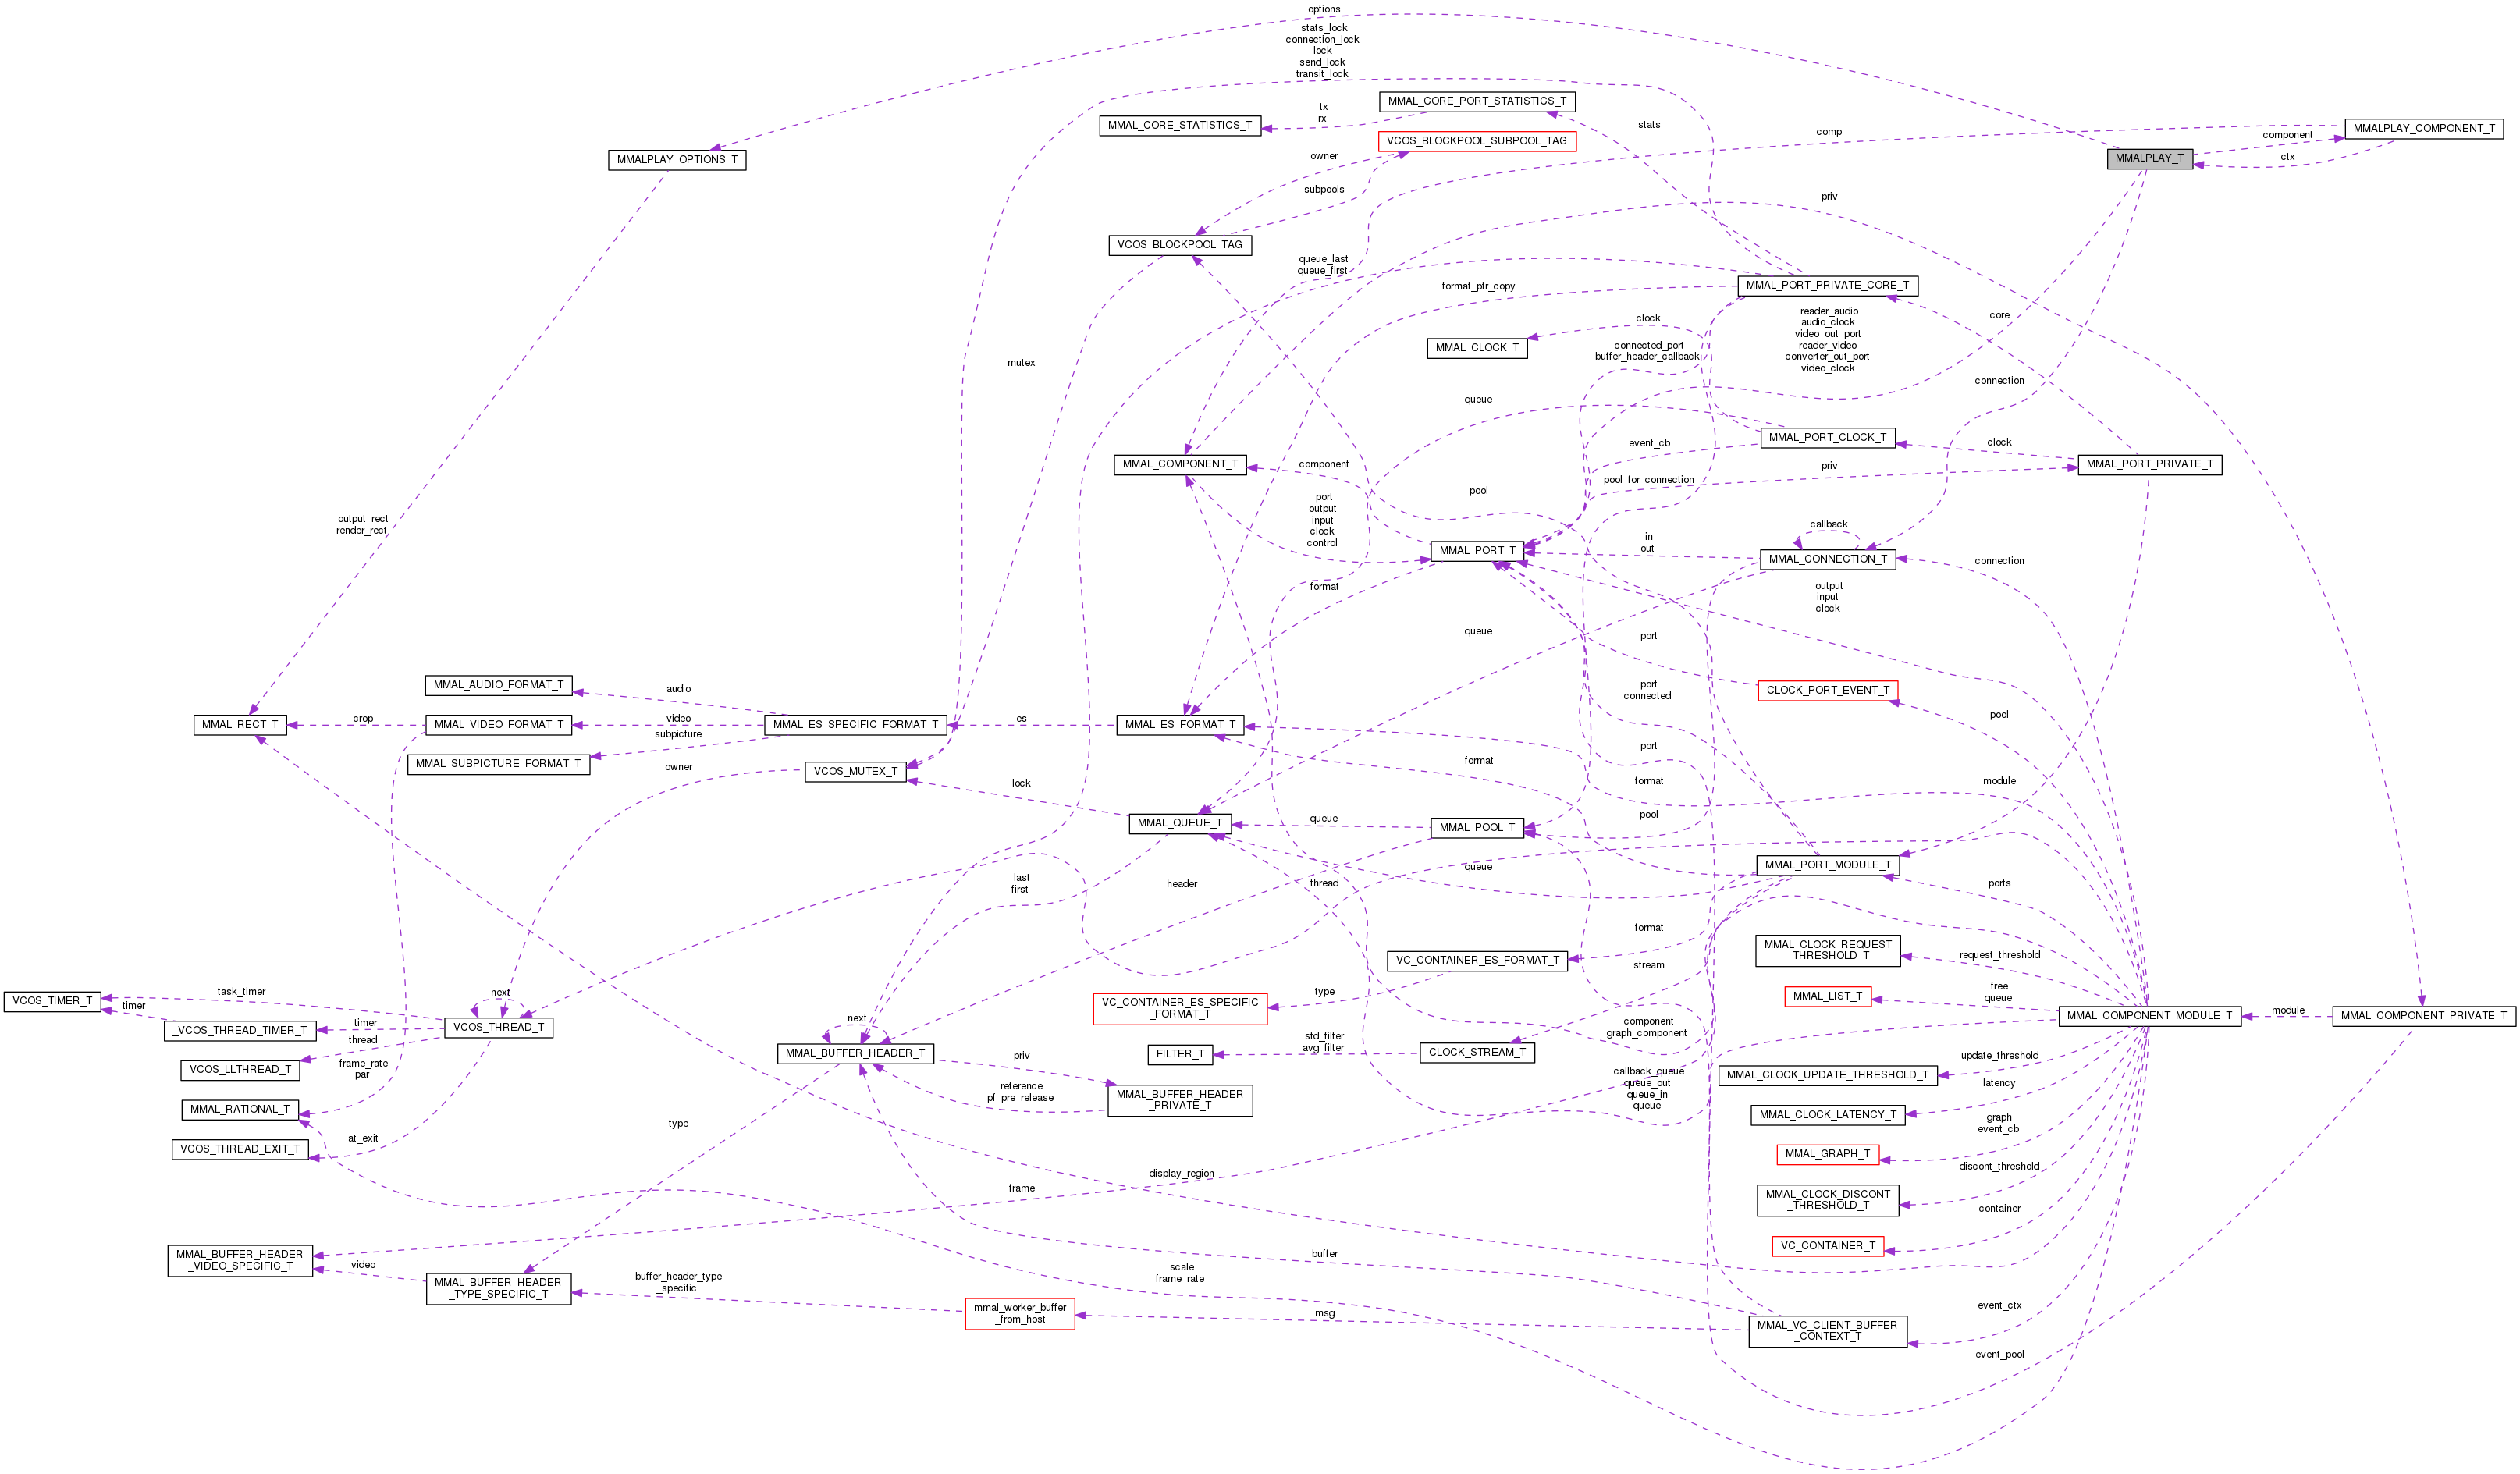 options
stats_lock
connection_lock
lock
send_lock
transit_lock
MMAL_CORE_PORT_STATISTICS_T
tx
rx
MMAL_CORE_STATISTICS_T
stats
comp
component
MMALPLAY_COMPONENT_T
VCOS_BLOCKPOOL_SUBPOOL_TAG
owner
MMALPLAY_OPTIONS_T
MMALPLAY_T
ctx
subpools
priv
VCOS_BLOCKPOOL_TAG
queue_last
queue_first
format_ptr_copy
MMAL_PORT_PRIVATE_CORE_T
reader_audio
audio_clock
video_out_port
reader_video
converter_out_port
video_clock
core
clock
MMAL_CLOCK_T
connected_port
buffer_header_callback
mutex
connection
queue
MMAL_PORT_CLOCK_T
event_cb
clock
MMAL_COMPONENT_T
component
MMAL_PORT_PRIVATE_T
priv
pool_for_connection
pool
port
output
input
clock
control
output_rect
render_rect
callback
in
out
MMAL_PORT_T
MMAL_CONNECTION_T
connection
format
output
input
clock
queue
port
MMAL_AUDIO_FORMAT_T
audio
port
connected
CLOCK_PORT_EVENT_T
pool
MMAL_RECT_T
crop
MMAL_VIDEO_FORMAT_T
video
MMAL_ES_SPECIFIC_FORMAT_T
es
MMAL_ES_FORMAT_T
subpicture
port
MMAL_SUBPICTURE_FORMAT_T
owner
VCOS_MUTEX_T
lock
format
format
module
MMAL_QUEUE_T
queue
MMAL_POOL_T
pool
MMAL_PORT_MODULE_T
last
first
header
thread
queue
ports
format
MMAL_CLOCK_REQUEST
_THRESHOLD_T
request_threshold
VC_CONTAINER_ES_FORMAT_T
stream
task_timer
next
VCOS_TIMER_T
timer
_VCOS_THREAD_TIMER_T
_timer
VCOS_THREAD_T
VC_CONTAINER_ES_SPECIFIC
_FORMAT_T
type
MMAL_LIST_T
free
queue
MMAL_COMPONENT_MODULE_T
module
MMAL_COMPONENT_PRIVATE_T
thread
next
component
graph_component
VCOS_LLTHREAD_T
frame_rate
par
MMAL_BUFFER_HEADER_T
priv
FILTER_T
std_filter
avg_filter
CLOCK_STREAM_T
update_threshold
MMAL_CLOCK_UPDATE_THRESHOLD_T
latency
callback_queue
queue_out
queue_in
queue
reference
pf_pre_release
MMAL_BUFFER_HEADER
_PRIVATE_T
MMAL_RATIONAL_T
MMAL_CLOCK_LATENCY_T
graph
event_cb
type
at_exit
VCOS_THREAD_EXIT_T
MMAL_GRAPH_T
display_region
frame
discont_threshold
MMAL_CLOCK_DISCONT
_THRESHOLD_T
container
VC_CONTAINER_T
MMAL_BUFFER_HEADER
_VIDEO_SPECIFIC_T
video
MMAL_BUFFER_HEADER
_TYPE_SPECIFIC_T
buffer_header_type
_specific
buffer
scale
frame_rate
mmal_worker_buffer
_from_host
msg
event_ctx
MMAL_VC_CLIENT_BUFFER
_CONTEXT_T
event_pool